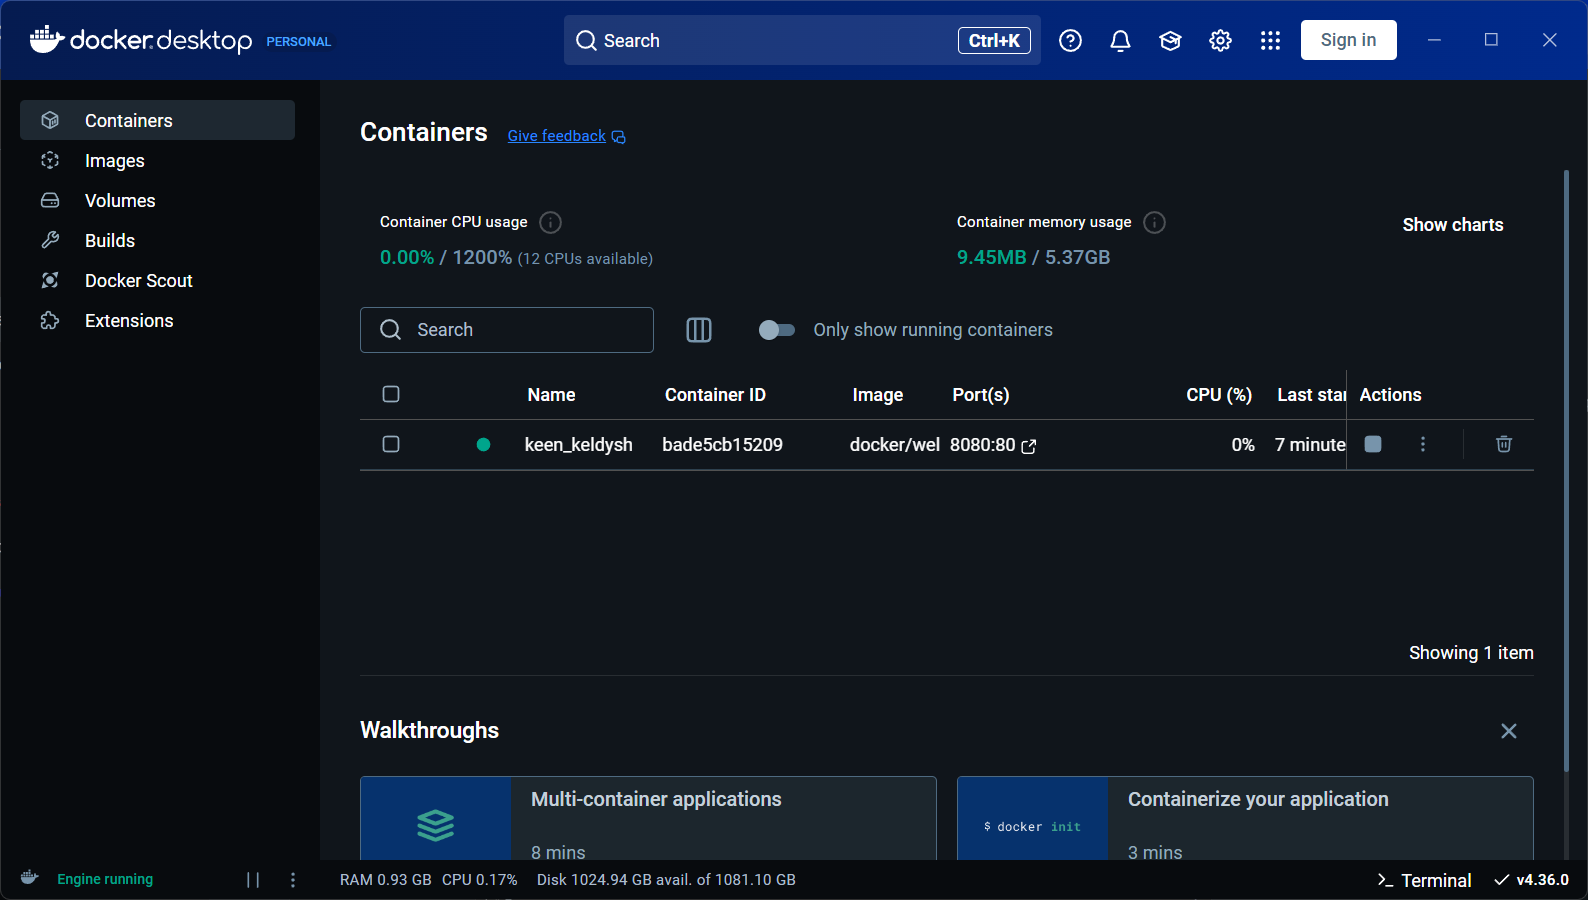 docker.desktop PERSONAL
Search Ctrl+K
Sign in
Containers
Images
Volumes
Builds
Docker Scout
Extensions
Containers Give feedback
Container CPU usage
0.00% / 1200% (12 CPUs available)
Container memory usage
9.45MB / 5.37GB
Show charts
Search
Only show running containers
Name Container ID Image Port(s) CPU (%) Last star Actions
keen_keldysh bade5cb15209 docker/wel 8080:80 0% 7 minute
Showing 1 item
Walkthroughs
Multi-container applications
8 mins
$ docker init
Containerize your application
3 mins
Engine running
RAM 0.93 GB CPU 0.17% Disk 1024.94 GB avail. of 1081.10 GB
>_ Terminal
v4.36.0